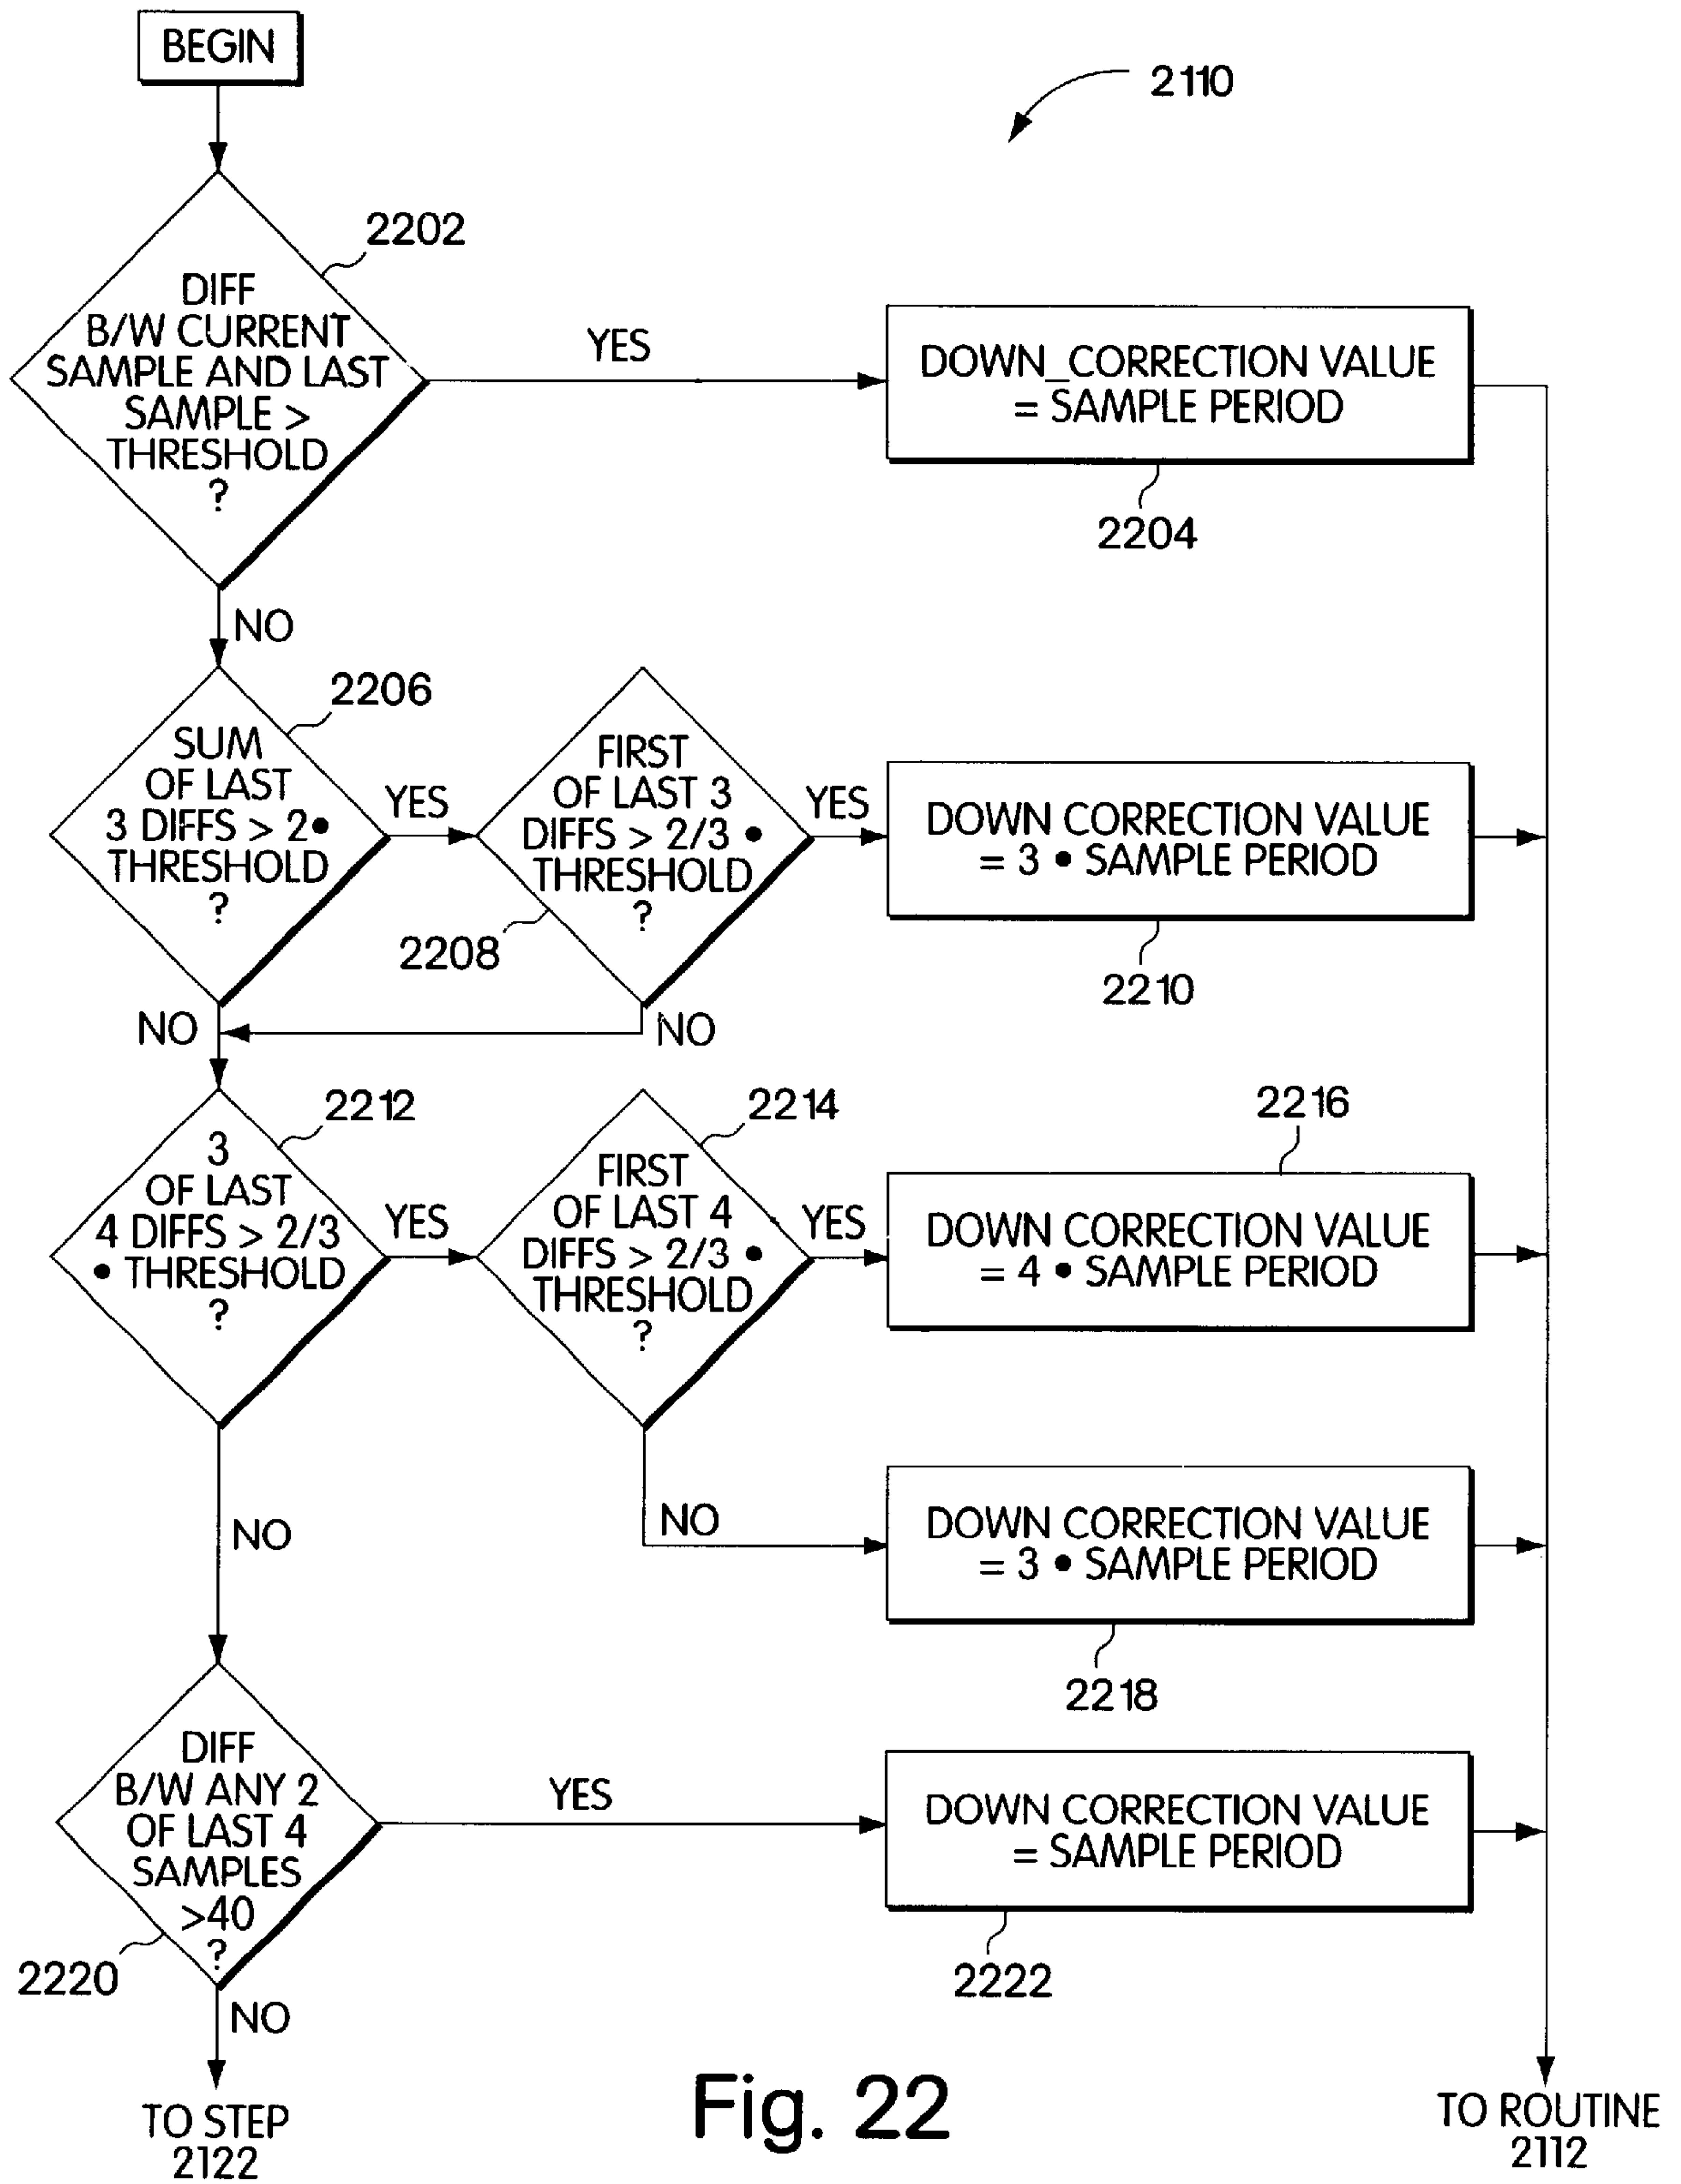 BEGIN
2110
2202
DIFF
B/W CURRENT
SAMPLE AND LAST
SAMPLE >
THRESHOLD
?
YES
DOWN_CORRECTION VALUE
= SAMPLE PERIOD
2204
NO
2206
SUM
OF LAST
3 DIFFS > 2•
THRESHOLD
?
YES
FIRST
OF LAST 3
DIFFS > 2/3 •
THRESHOLD
?
2208
YES
DOWN CORRECTION VALUE
= 3 • SAMPLE PERIOD
2210
NO
NO
2212
3
OF LAST
4 DIFFS > 2/3
• THRESHOLD
?
YES
2214
FIRST
OF LAST 4
DIFFS > 2/3 •
THRESHOLD
?
YES
2216
DOWN CORRECTION VALUE
= 4 • SAMPLE PERIOD
NO
NO
DOWN CORRECTION VALUE
= 3 • SAMPLE PERIOD
2218
DIFF
B/W ANY 2
OF LAST 4
SAMPLES
>40
?
2220
YES
DOWN CORRECTION VALUE
= SAMPLE PERIOD
2222
NO
TO STEP
2122
Fig. 22
TO ROUTINE
2112